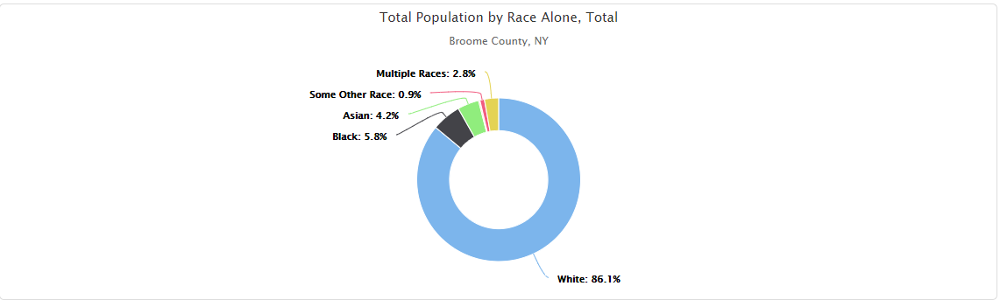 Total Population by Race Alone, Total
Broome County, NY
Multiple Races: 2.8%
Some Other Race: 0.9%
Asian: 4.2%
Black: 5.8%
White: 86.1%